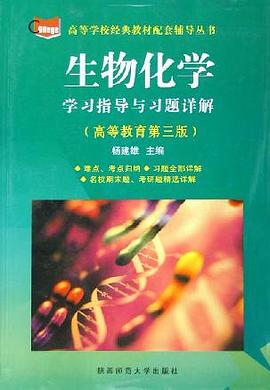 College
高等学校经典教材配套辅导丛书
生物化学
学习指导与习题详解
（高等教育第三版）
杨建雄 主编
◆难点、考点归纳 ◆习题全部详解
◆名校期末题、考研题精选详解
陕西师范大学出版社